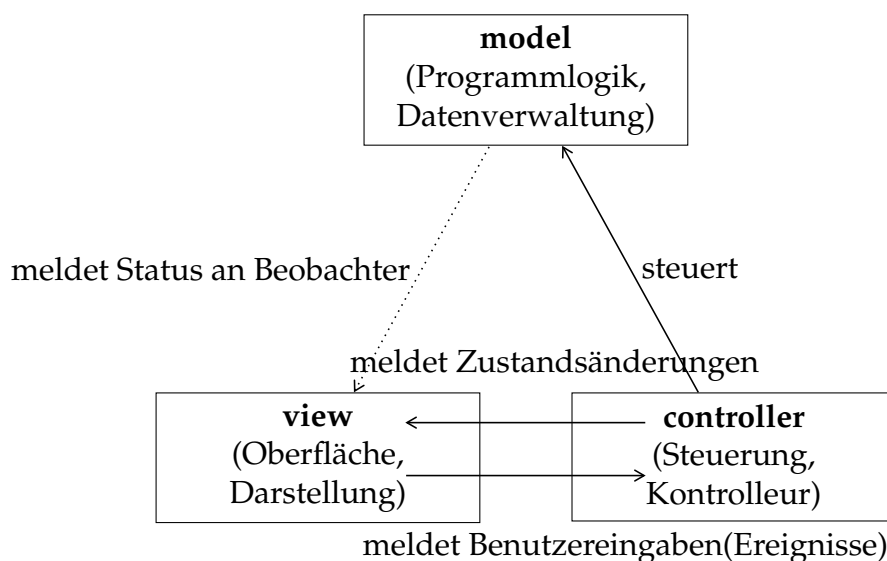 model
(Programmlogik,
Datenverwaltung)
meldet Status an Beobachter
steuert
meldet Zustandsänderungen
view
(Oberfläche,
Darstellung)
controller
(Steuerung,
Kontrolleur)
meldet Benutzereingaben(Ereignisse)